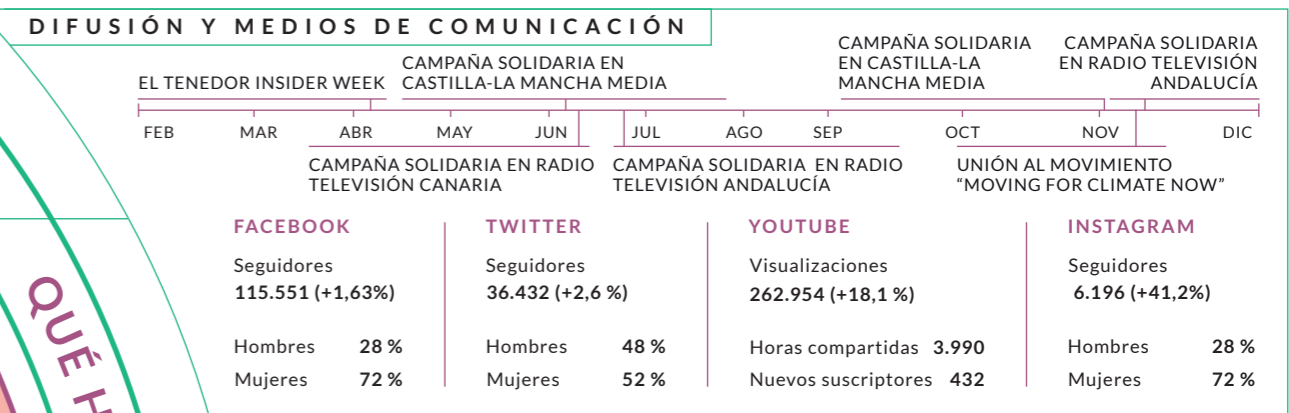 DIFUSIÓN Y MEDIOS DE COMUNICACIÓN
EL TENEDOR INSIDER WEEK
CAMPAÑA SOLIDARIA EN
CASTILLA-LA MANCHA MEDIA
CAMPAÑA SOLIDARIA
EN CASTILLA-LA
MANCHA MEDIA
CAMPAÑA SOLIDARIA
EN RADIO TELEVISIÓN
ANDALUCÍA
FEB MAR ABR MAY JUN JUL AGO SEP OCT NOV DIC
CAMPAÑA SOLIDARIA EN RADIO
TELEVISIÓN CANARIA
CAMPAÑA SOLIDARIA EN RADIO
TELEVISIÓN ANDALUCÍA
UNIÓN AL MOVIMIENTO
“MOVING FOR CLIMATE NOW”
FACEBOOK
Seguidores
115.551 (+1,63%)
Hombres 28 %
Mujeres 72 %
TWITTER
Seguidores
36.432 (+2,6 %)
Hombres 48 %
Mujeres 52 %
YOUTUBE
Visualizaciones
262.954 (+18,1 %)
Horas compartidas 3.990
Nuevos suscriptores 432
INSTAGRAM
Seguidores
6.196 (+41,2%)
Hombres 28 %
Mujeres 72 %
QUÉ